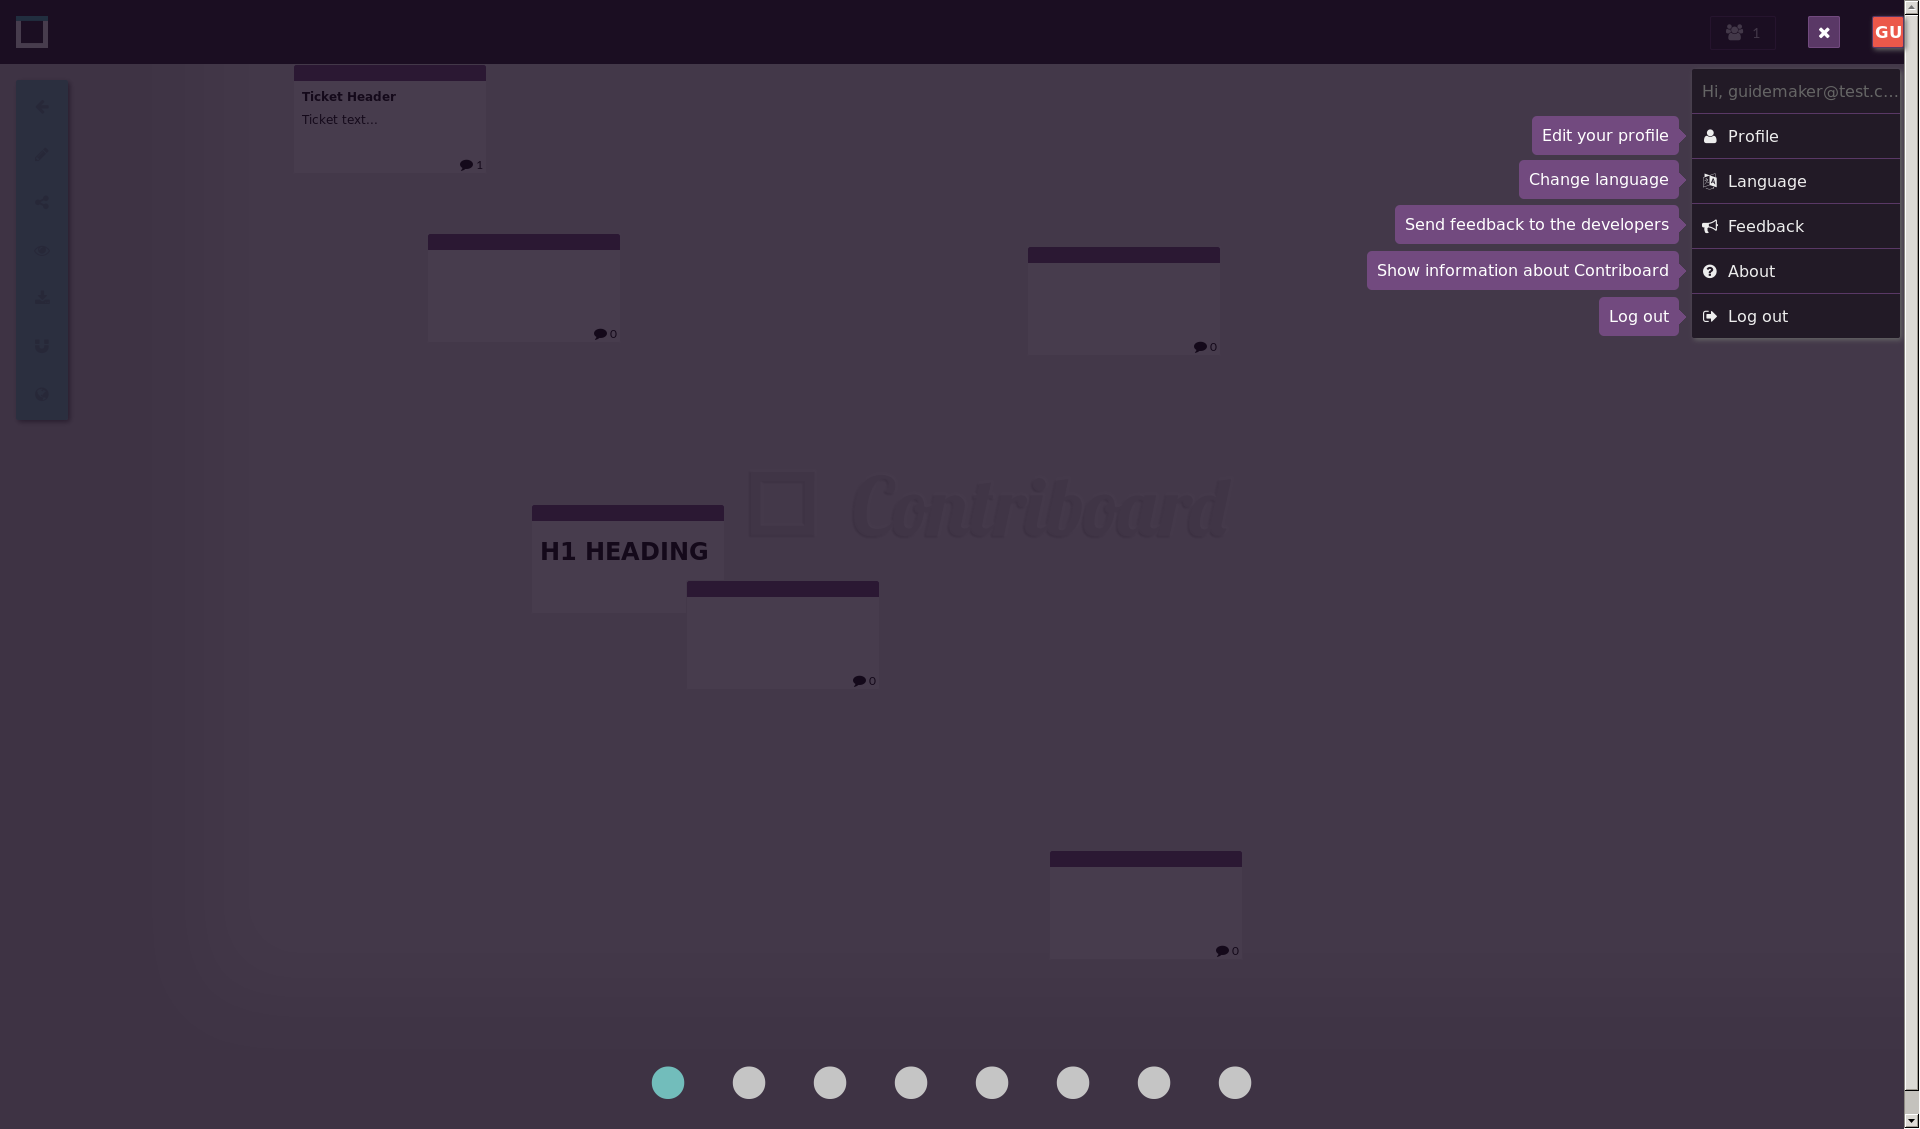 1
GU
Hi, guidemaker@test.c...
Ticket Header
Ticket text...
1
Edit your profile
Profile
Change language
Language
Send feedback to the developers
Feedback
Show information about Contriboard
About
Log out
Log out
0
0
Contriboard
H1 HEADING
0
0